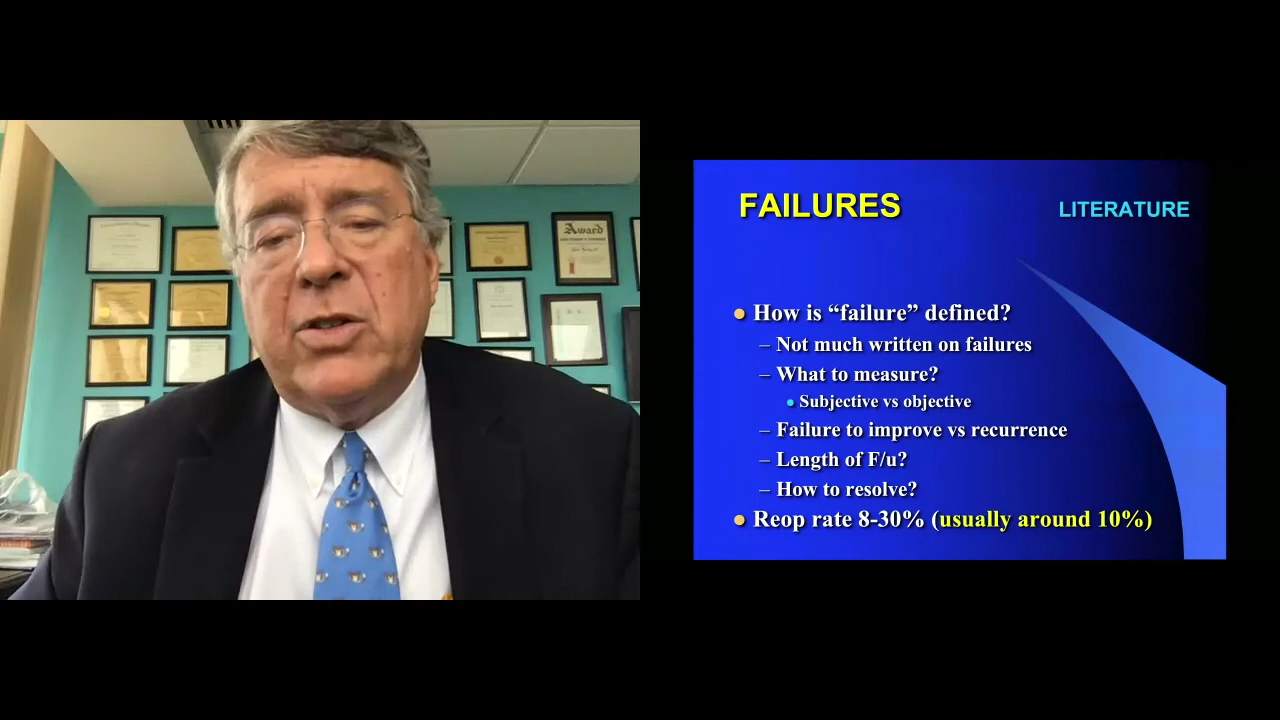 Award
FAILURES
LITERATURE
How is “failure” defined?
– Not much written on failures
– What to measure?
Subjective vs objective
– Failure to improve vs recurrence
– Length of F/u?
– How to resolve?
Reop rate 8-30% (usually around 10%)